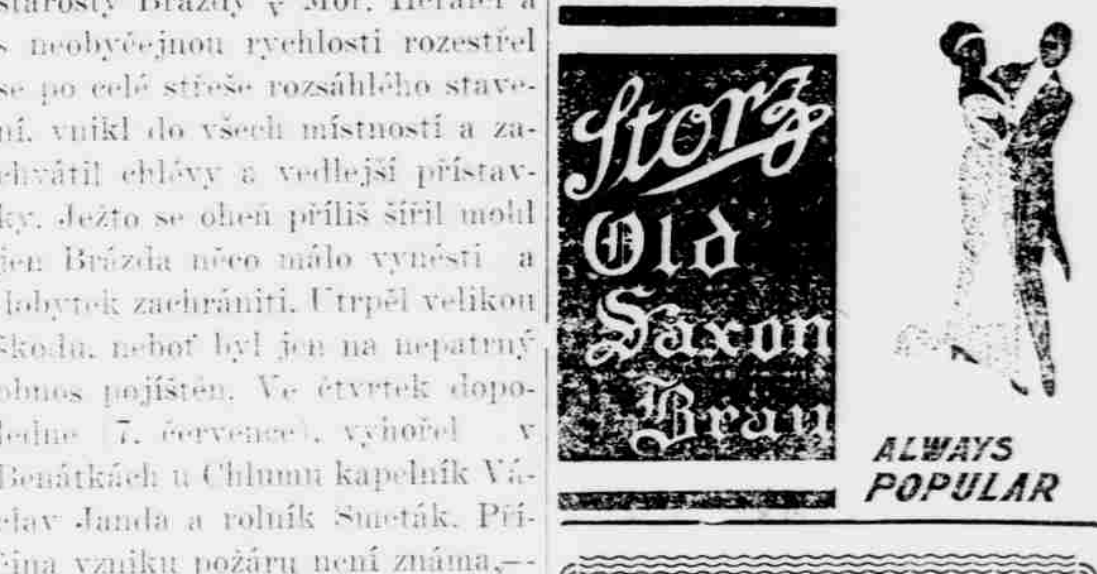 starosty Brázdy v Mor. Herálci a
s neobyčejnou rychlostí rozestřel
se po celé střeše rozsáhlého stave-
ní, vnikl do všech místností a za-
chvátil chlévy a vedlejší přístav-
ky. Ježto se oheň příliš šířil mohl
jen Brázda něco málo vynésti a
dobytek zachrániti. Utrpěl velikou
škodu, neboť byl jen na nepatrný
obnos pojištěn. Ve čtvrtek dopo-
ledne (7. července), vyhořel v
Benátkách u Chlumu kapelník Vá-
clav Janda a rolník Smeták. Pří-
čina vzniku požáru není známa.—
Storz
Old
Saxon
Brau
ALWAYS
POPULAR